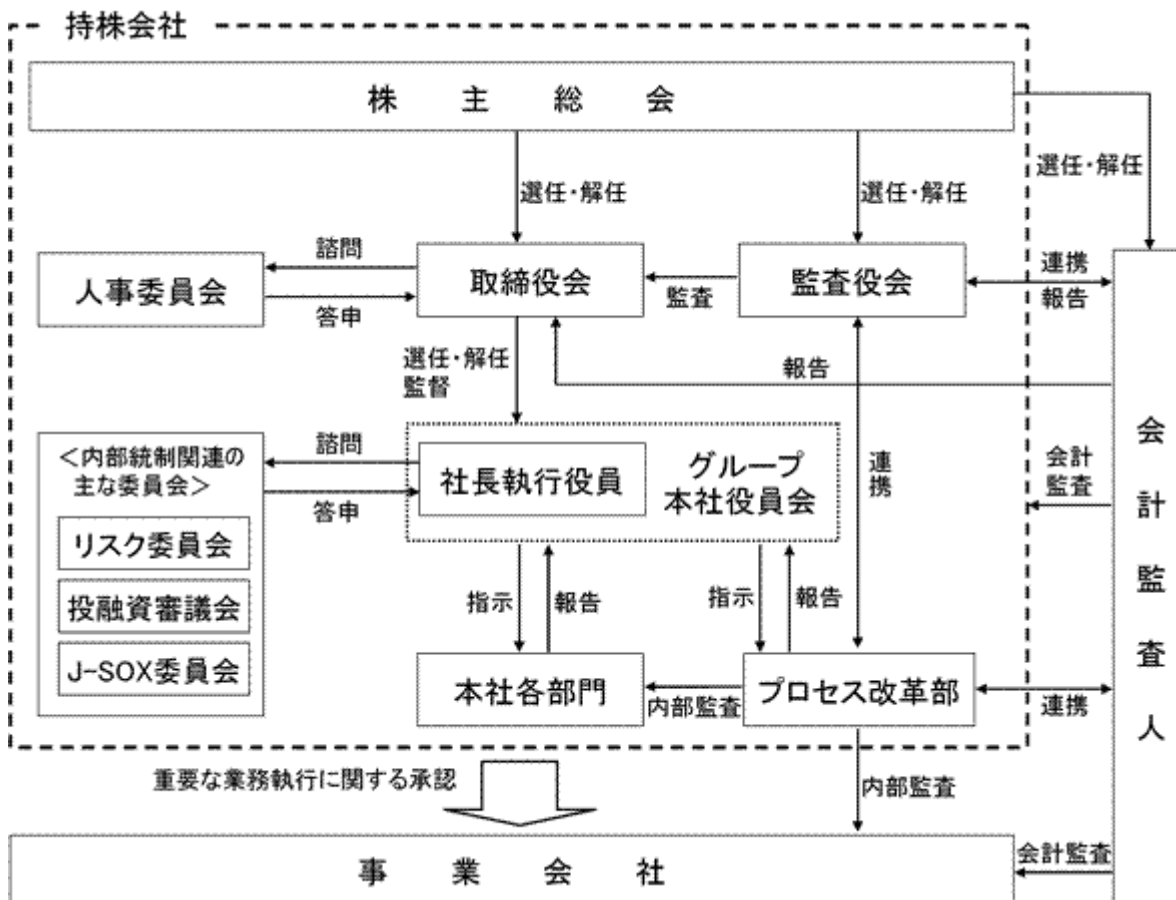 持株会社
株主総会
選任・解任
選任・解任
選任・解任
人事委員会
諮問
答申
取締役会
監査
監査役会
連携
報告
選任・解任
監督
報告
<内部統制関連の
主な委員会>
リスク委員会
投融資審議会
J-SOX委員会
諮問
答申
社長執行役員
グループ
本社役員会
連携
会計
監査
会計監査人
指示
報告
指示
報告
本社各部門
内部監査
プロセス改革部
連携
重要な業務執行に関する承認
内部監査
事業会社
会計監査